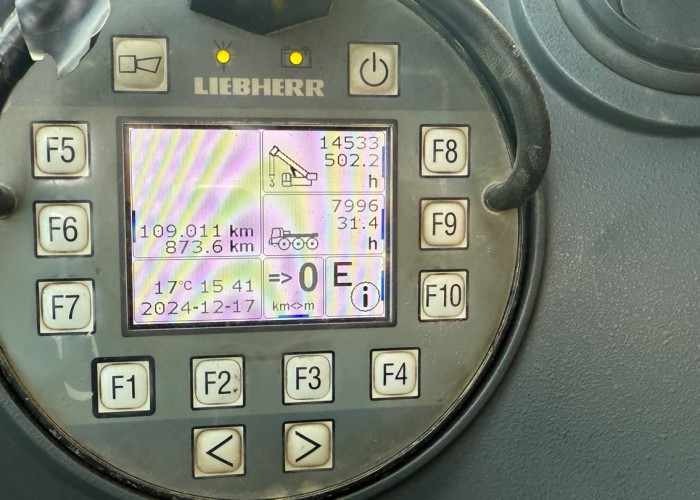 LIEBHERR
F5
F6
F7
F8
F9
F10
14533
502.2
h
109.011 km
873.6 km
7996
31.4
h
17°C 15 41
2024-12-17
=> 0
km<>m
E
i
F1
F2
F3
F4
<
>